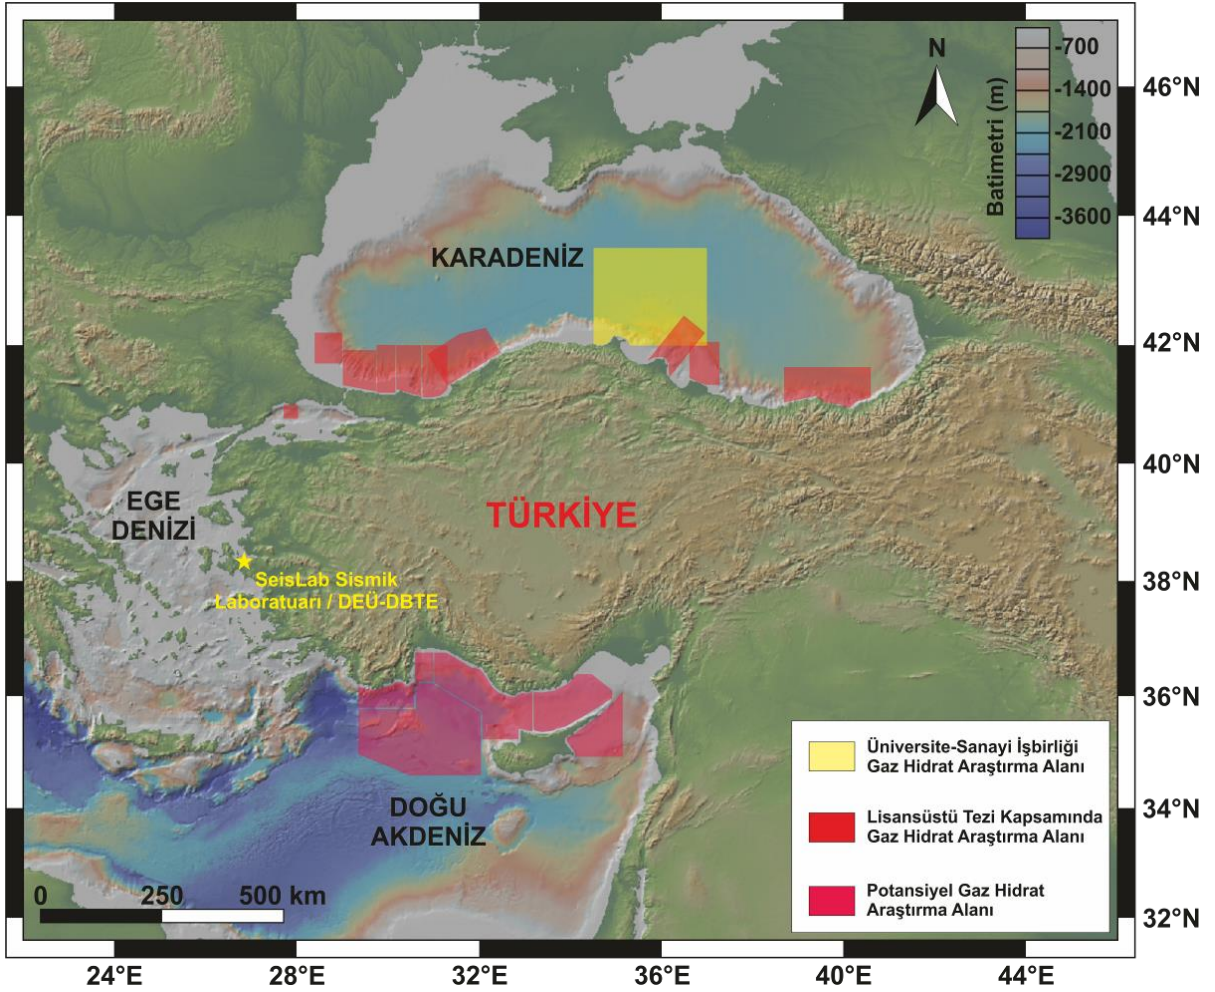 N
Batimetri (m)
-700
-1400
-2100
-2900
-3600
46°N
44°N
42°N
40°N
38°N
36°N
34°N
32°N
KARADENİZ
EGE
DENİZİ
TÜRKİYE
SeisLab Sismik
Laboratuarı / DEÜ-DBTE
DOĞU
AKDENİZ
Üniversite-Sanayi İşbirliği
Gaz Hidrat Araştırma Alanı
Lisansüstü Tezi Kapsamında
Gaz Hidrat Araştırma Alanı
Potansiyel Gaz Hidrat
Araştırma Alanı
0 250 500 km
24°E 28°E 32°E 36°E 40°E 44°E